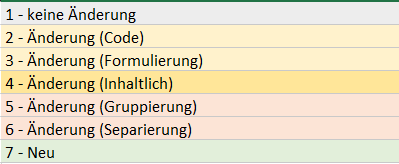 1 - keine Änderung
2 - Änderung (Code)
3 - Änderung (Formulierung)
4 - Änderung (Inhaltlich)
5 - Änderung (Gruppierung)
6 - Änderung (Separierung)
7 - Neu